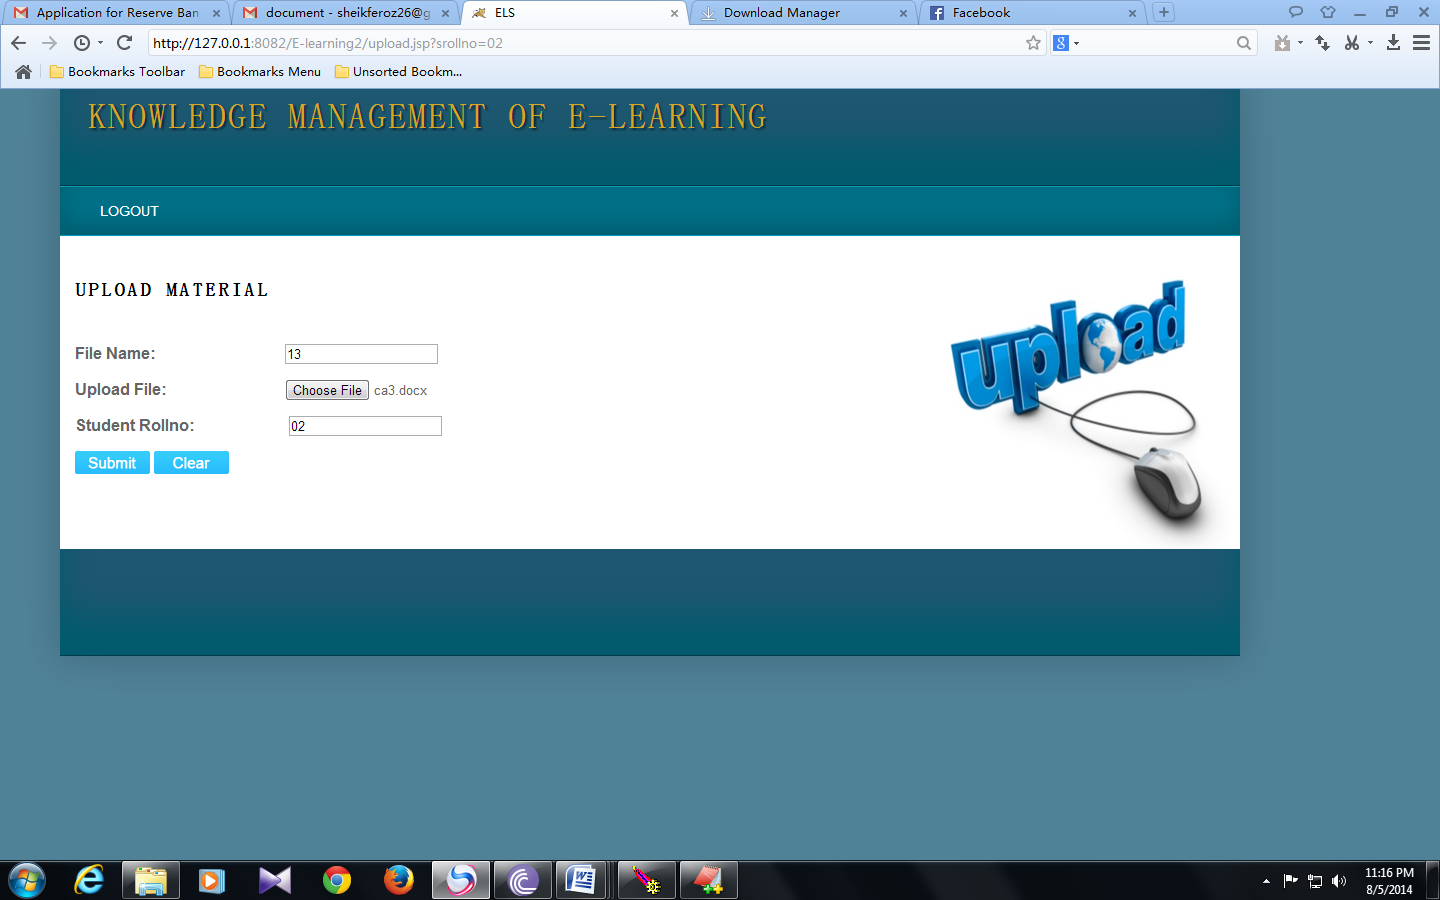 Application for Reserve Ban
document - sheikferoz26@g
ELS
Download Manager
Facebook
http://127.0.0.1:8082/E-learning2/upload.jsp?srollno=02
Bookmarks Toolbar
Bookmarks Menu
Unsorted Bookm...
KNOWLEDGE MANAGEMENT OF E-LEARNING
LOGOUT
UPLOAD MATERIAL
upload
File Name: 13
Upload File: Choose File ca3.docx
Student Rollno: 02
Submit Clear
11:16 PM
8/5/2014